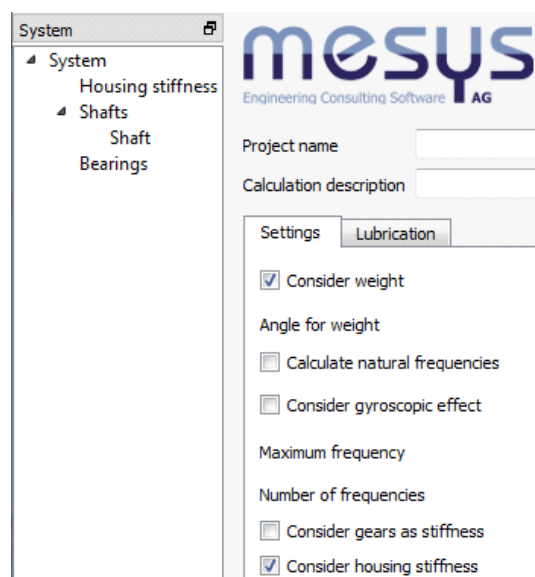 System
System
Housing stiffness
Shafts
Shaft
Bearings
mesys
Engineering Consulting Software AG
Project name
Calculation description
Settings Lubrication
Consider weight
Angle for weight
Calculate natural frequencies
Consider gyroscopic effect
Maximum frequency
Number of frequencies
Consider gears as stiffness
Consider housing stiffness